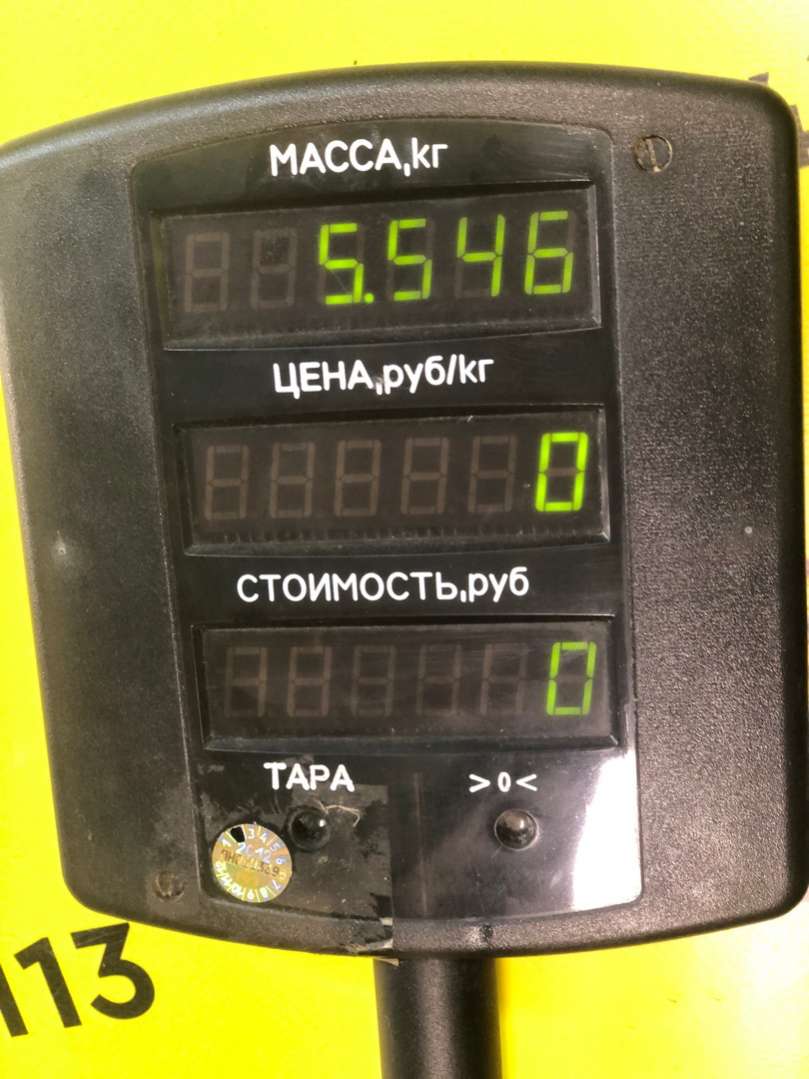 МАССА,кг
5.546
ЦЕНА,руб/кг
0
СТОИМОСТЬ,руб
0
ТАРА >0<
113